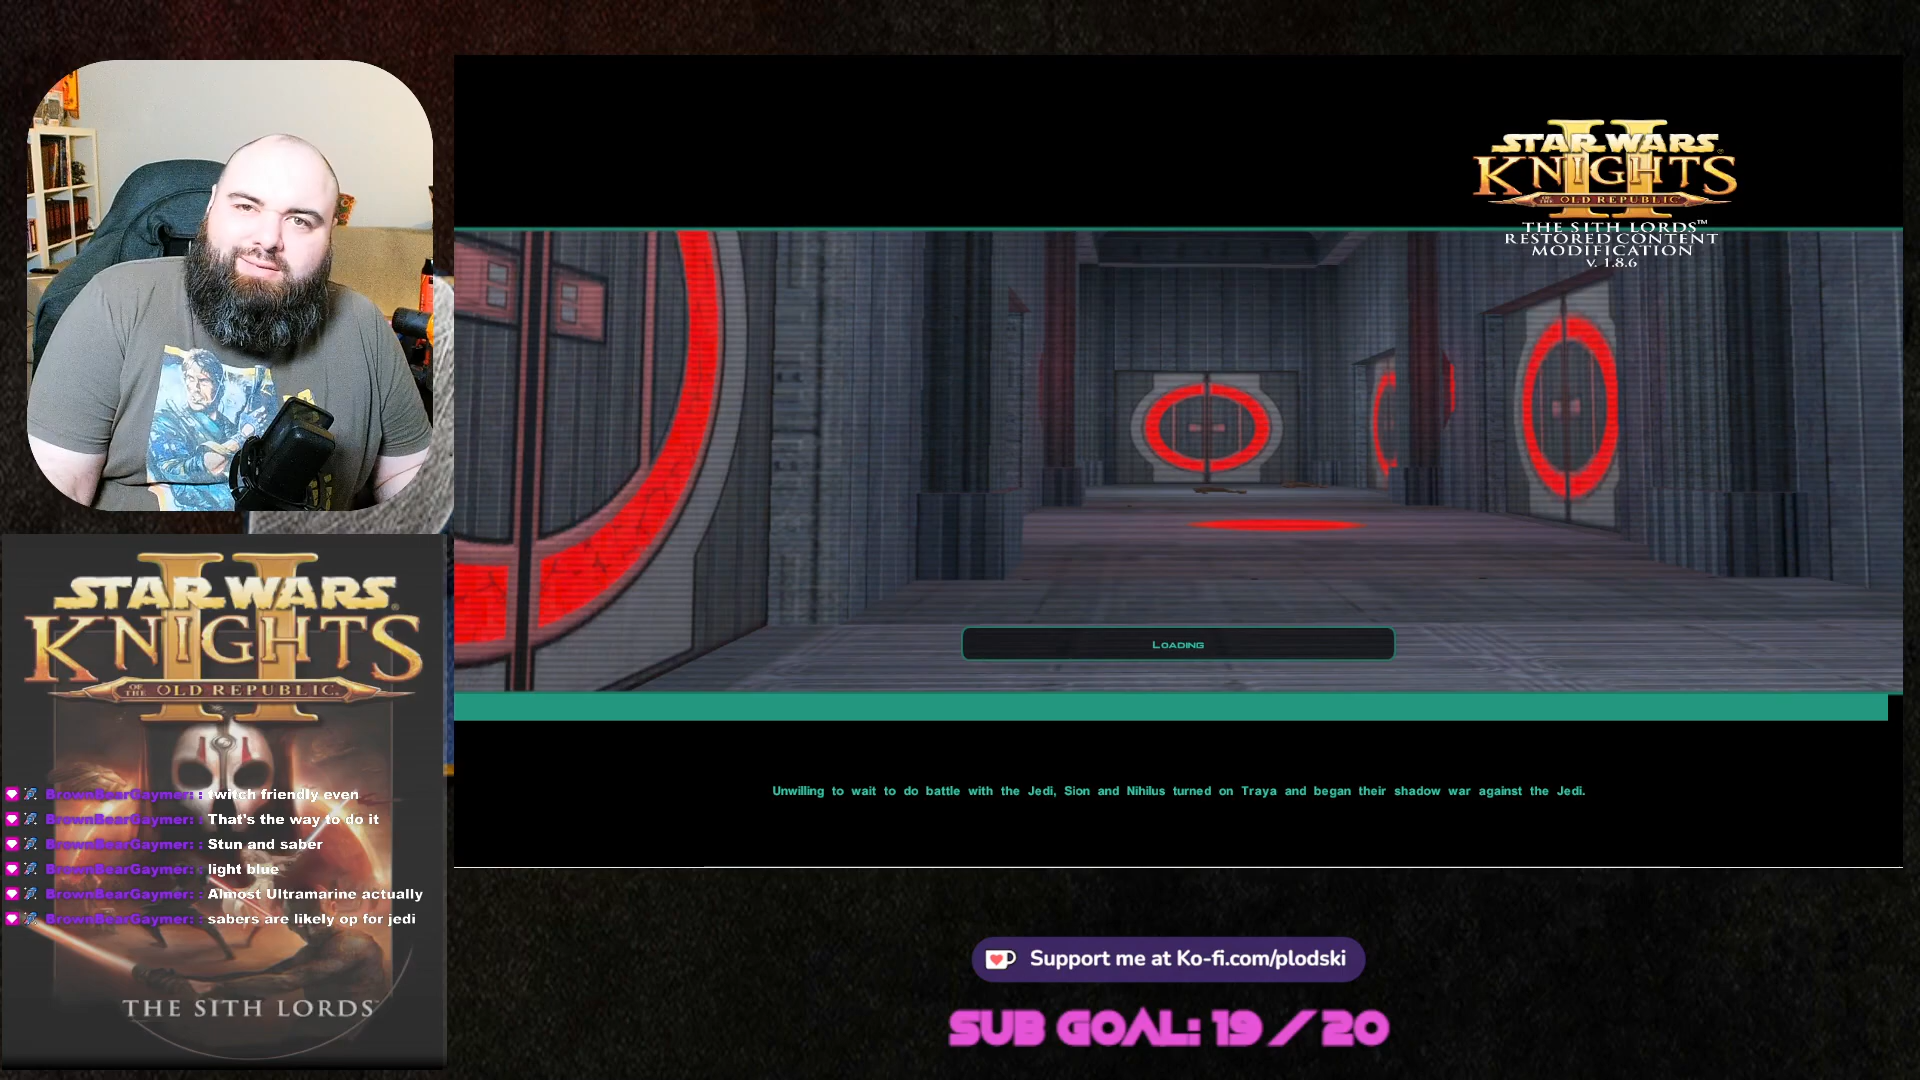 STAR WARS
KNIGHTS
II
OF THE OLD REPUBLIC
THE SITH LORDS™
RESTORED CONTENT
MODIFICATION
V. 1.8.6
LOADING
Unwilling to wait to do battle with the Jedi, Sion and Nihilus turned on Traya and began their shadow war against the Jedi.
STAR WARS
KNIGHTS
II
OF THE OLD REPUBLIC
BrownBearGaymer: : twitch friendly even
BrownBearGaymer: : That's the way to do it
BrownBearGaymer: : Stun and saber
BrownBearGaymer: : light blue
BrownBearGaymer: : Almost Ultramarine actually
BrownBearGaymer: : sabers are likely op for jedi
THE SITH LORDS
Support me at Ko-fi.com/plodski
SUB GOAL: 19 / 20